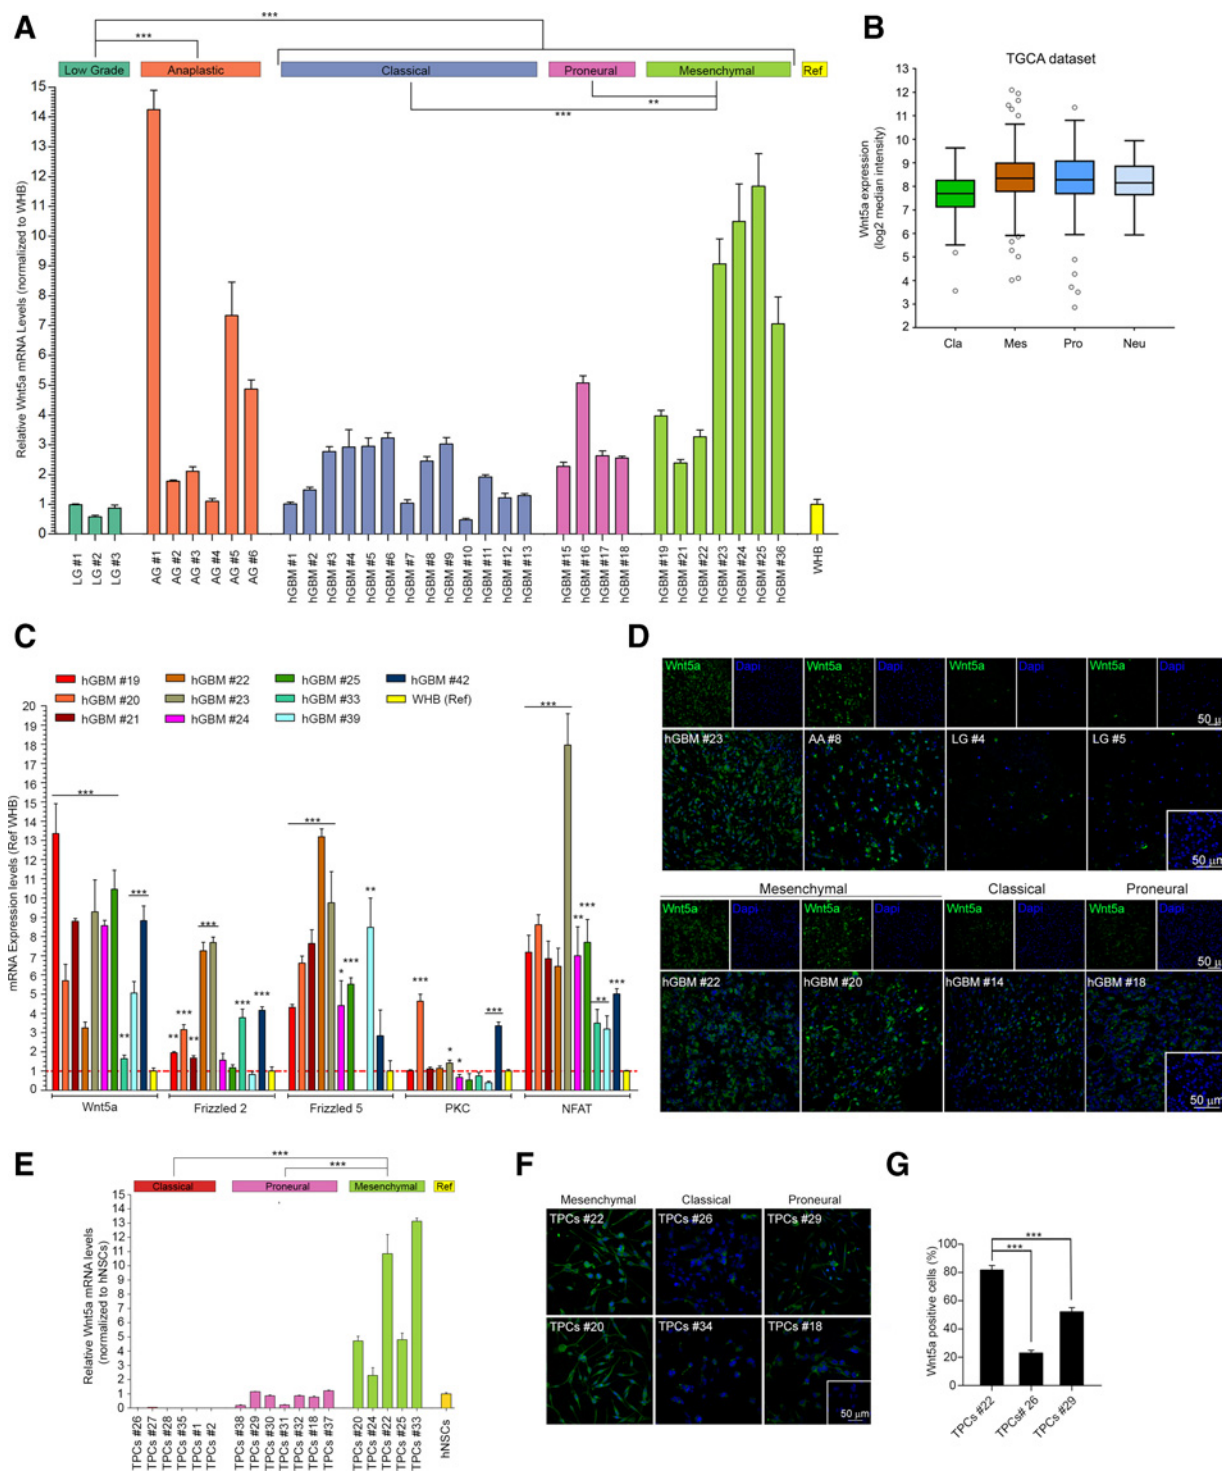 A
***
***
Low Grade Anaplastic Classical Proneural Mesenchymal Ref
**
***
Relative Wnt5a mRNA Levels (normalized to WHB)
15
14
13
12
11
10
9
8
7
6
5
4
3
2
1
0
LG #1 LG #2 LG #3 AG #1 AG #2 AG #3 AG #4 AG #5 AG #6 hGBM #1 hGBM #2 hGBM #3 hGBM #4 hGBM #5 hGBM #6 hGBM #7 hGBM #8 hGBM #9 hGBM #10 hGBM #11 hGBM #12 hGBM #13 hGBM #15 hGBM #16 hGBM #17 hGBM #18 hGBM #19 hGBM #21 hGBM #22 hGBM #23 hGBM #24 hGBM #25 hGBM #36 WHB
B
TGCA dataset
Wnt5a expression
(log2 median intensity)
13
12
11
10
9
8
7
6
5
4
3
2
Cla Mes Pro Neu
C
hGBM #19 hGBM #22 hGBM #25 hGBM #42
hGBM #20 hGBM #23 hGBM #33 WHB (Ref)
hGBM #21 hGBM #24 hGBM #39
mRNA Expression levels (Ref WHB)
20
19
18
17
16
15
14
13
12
11
10
9
8
7
6
5
4
3
2
1
0
*** ** *** ** *** ** *** *** *** * *** ** *** * * *** *** ** *** ** ***
Wnt5a Frizzled 2 Frizzled 5 PKC NFAT
D
Wnt5a Dapi Wnt5a Dapi Wnt5a Dapi Wnt5a Dapi
50 µm
hGBM #23 AA #8 LG #4 LG #5
50 µm
Mesenchymal Classical Proneural
Wnt5a Dapi Wnt5a Dapi Wnt5a Dapi Wnt5a Dapi
50 µm
hGBM #22 hGBM #20 hGBM #14 hGBM #18
50 µm
E
***
***
Classical Proneural Mesenchymal Ref
Relative Wnt5a mRNA levels
(normalized to hNSCs)
15
14
13
12
11
10
9
8
7
6
5
4
3
2
1
0
TPCs #26 TPCs #27 TPCs #28 TPCs #35 TPCs #1 TPCs #2 TPCs #38 TPCs #29 TPCs #30 TPCs #31 TPCs #32 TPCs #18 TPCs #37 TPCs #20 TPCs #24 TPCs #22 TPCs #25 TPCs #33 hNSCs
F
Mesenchymal Classical Proneural
TPCs #22 TPCs #26 TPCs #29
TPCs #20 TPCs #34 TPCs #18
50 µm
G
***
***
Wnt5a positive cells (%)
80
60
40
20
0
TPCs #22 TPCs# 26 TPCs #29